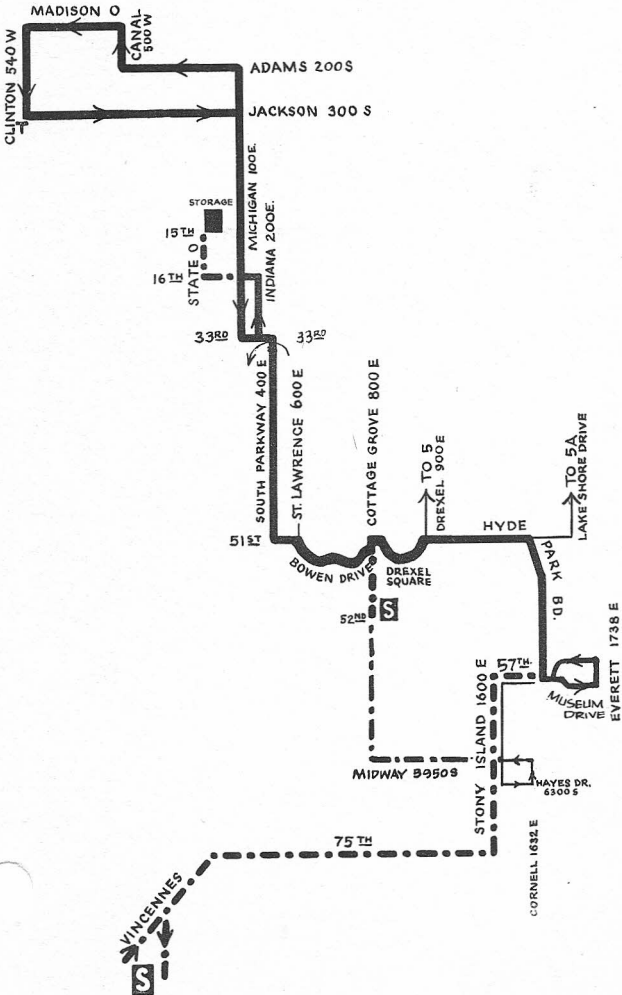 MADISON 0
CANAL
500 W
CLINTON 540 W
ADAMS 200 S
T
JACKSON 300 S
MICHIGAN 100 E.
INDIANA 200 E.
STORAGE
15TH
STATE 0
16TH
33RD
33RD
SOUTH PARKWAY 400 E
ST. LAWRENCE 600 E
COTTAGE GROVE 800 E
TO 5
DREXEL 900 E
TO 5A
LAKE SHORE DRIVE
51ST
HYDE
PARK BD.
BOWEN DRIVE
DREXEL
SQUARE
52ND
S
57TH.
EVERETT 1738 E
MUSEUM
DRIVE
STONY ISLAND 1600 E
MIDWAY 5950 S
HAYES DR.
6300 S
75TH
CORNELL 1632 E
VINCENNES
S